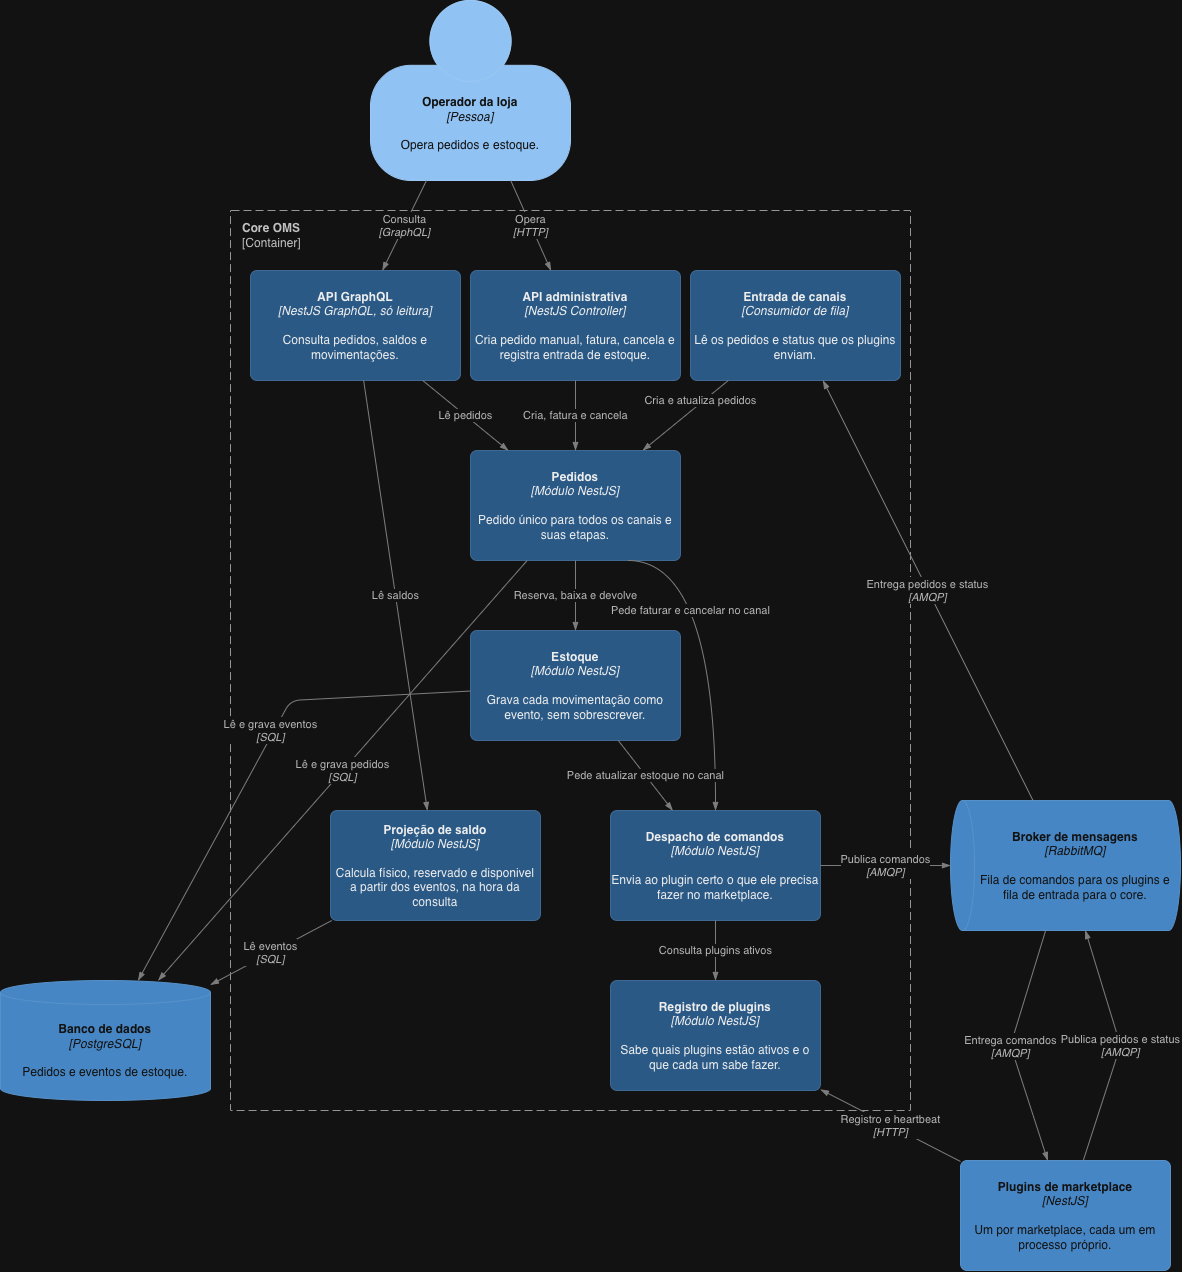 Operador da loja
[Pessoa]
Opera pedidos e estoque.
Consulta
[GraphQL]
Opera
[HTTP]
Core OMS
[Container]
API GraphQL
[NestJS GraphQL, só leitura]
Consulta pedidos, saldos e
movimentações.
API administrativa
[NestJS Controller]
Cria pedido manual, fatura, cancela e
registra entrada de estoque.
Entrada de canais
[Consumidor de fila]
Lê os pedidos e status que os plugins
enviam.
Lê pedidos
Cria, fatura e cancela
Cria e atualiza pedidos
Pedidos
[Módulo NestJS]
Pedido único para todos os canais e
suas etapas.
Entrega pedidos e status
[AMQP]
Lê saldos
Reserva, baixa e devolve
Pede faturar e cancelar no canal
Estoque
[Módulo NestJS]
Grava cada movimentação como
evento, sem sobrescrever.
Lê e grava eventos
[SQL]
Lê e grava pedidos
[SQL]
Pede atualizar estoque no canal
Projeção de saldo
[Módulo NestJS]
Calcula físico, reservado e disponivel
a partir dos eventos, na hora da
consulta
Despacho de comandos
[Módulo NestJS]
Envia ao plugin certo o que ele precisa
fazer no marketplace.
Publica comandos
[AMQP]
Broker de mensagens
[RabbitMQ]
Fila de comandos para os plugins e
fila de entrada para o core.
Lê eventos
[SQL]
Consulta plugins ativos
Banco de dados
[PostgreSQL]
Pedidos e eventos de estoque.
Registro de plugins
[Módulo NestJS]
Sabe quais plugins estão ativos e o
que cada um sabe fazer.
Entrega comandos
[AMQP]
Publica pedidos e status
[AMQP]
Registro e heartbeat
[HTTP]
Plugins de marketplace
[NestJS]
Um por marketplace, cada um em
processo próprio.